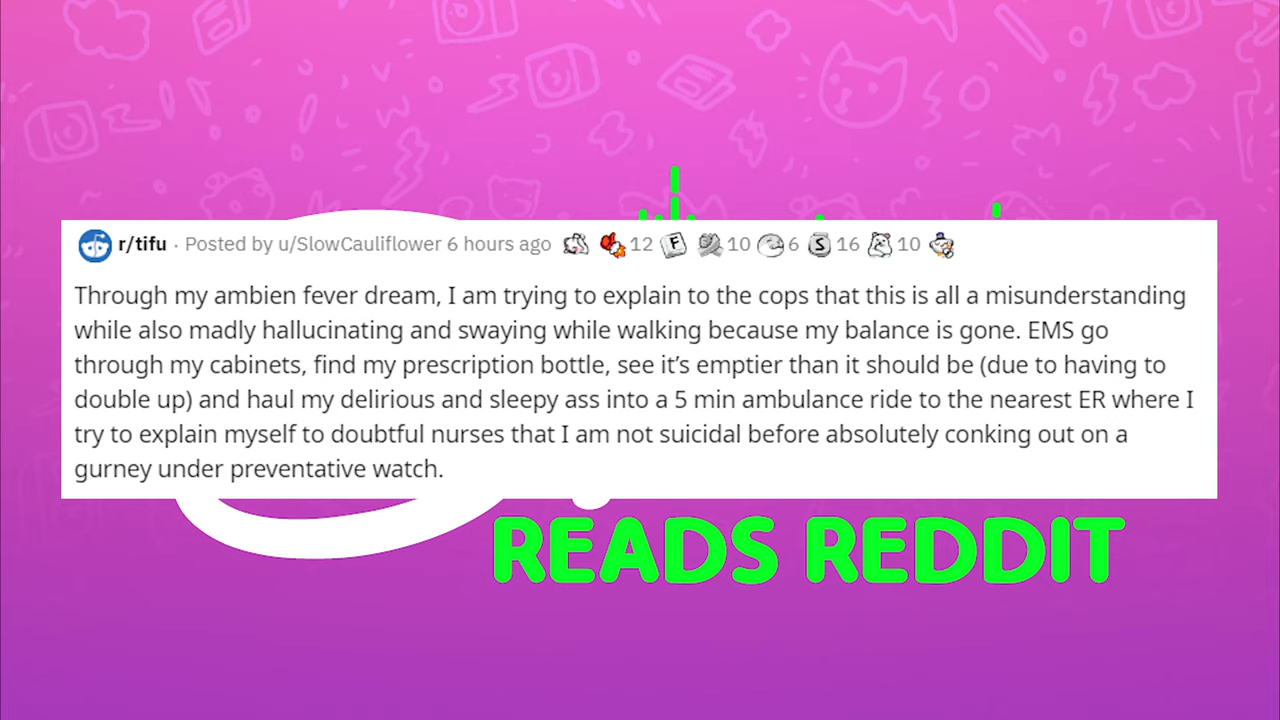 r/tifu · Posted by u/SlowCauliflower 6 hours ago 12 F 10 6 S 16 10
Through my ambien fever dream, I am trying to explain to the cops that this is all a misunderstanding
while also madly hallucinating and swaying while walking because my balance is gone. EMS go
through my cabinets, find my prescription bottle, see it’s emptier than it should be (due to having to
double up) and haul my delirious and sleepy ass into a 5 min ambulance ride to the nearest ER where I
try to explain myself to doubtful nurses that I am not suicidal before absolutely conking out on a
gurney under preventative watch.
READS REDDIT